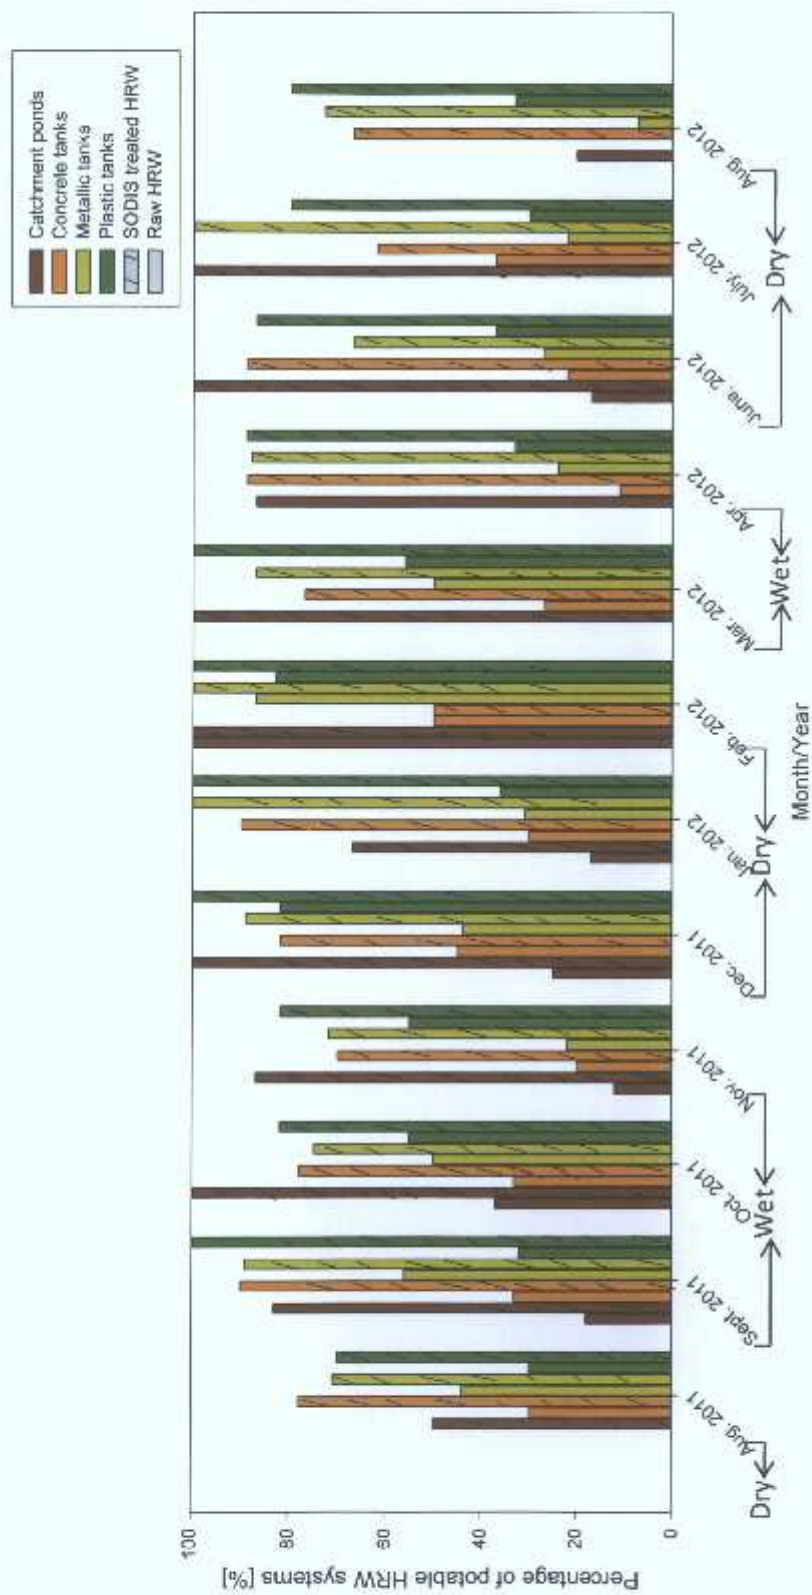 Catchment ponds
Concrete tanks
Metallic tanks
Plastic tanks
SODIS treated HRW
Raw HRW
Percentage of potable HRW systems [%]
100
80
60
40
20
0
Aug. 2011
Sept. 2011
Oct. 2011
Nov. 2011
Dec. 2011
Jan. 2012
Feb. 2012
Mar. 2012
Apr. 2012
June, 2012
July, 2012
Aug 2012
Dry
Wet
Dry
Wet
Dry
Month/Year